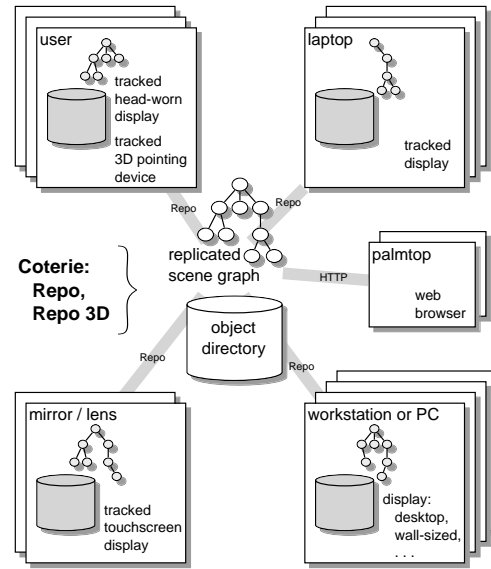 user
tracked
head-worn
display
tracked
3D pointing
device
laptop
tracked
display
Repo
Repo
replicated
scene graph
Coterie:
Repo,
Repo 3D
HTTP
palmtop
web
browser
object
directory
Repo
Repo
mirror / lens
tracked
touchscreen
display
workstation or PC
display:
desktop,
wall-sized,
. . .